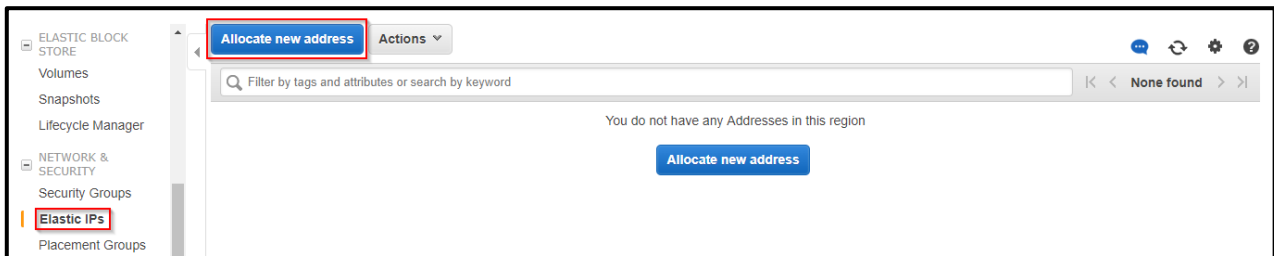 ELASTIC BLOCK
STORE
Volumes
Snapshots
Lifecycle Manager
NETWORK &
SECURITY
Security Groups
Elastic IPs
Placement Groups
Allocate new address Actions
Filter by tags and attributes or search by keyword
None found
You do not have any Addresses in this region
Allocate new address